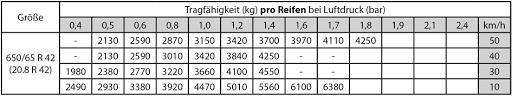 Größe Tragfähigkeit (kg) pro Reifen bei Luftdruck (bar)
0,4 0,5 0,6 0,8 1,0 1,2 1,4 1,6 1,7 1,8 1,9 2,1 2,4 km/h
650/65 R 42 (20.8 R 42)
- 2130 2590 2870 3150 3420 3700 3970 4110 4250 50
- 2130 2590 3010 3420 3840 4250 - - 40
1980 2380 2770 3220 3660 4100 4550 - - 30
2490 2930 3380 3920 4470 5010 5560 6100 6380 10